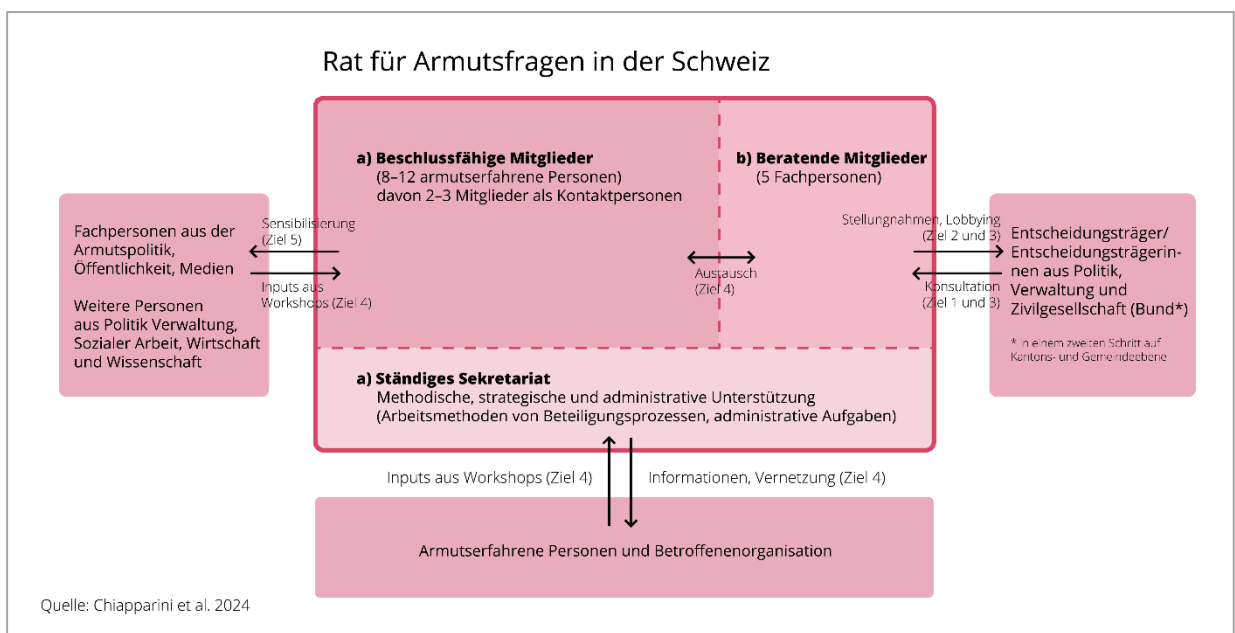 Rat für Armutsfragen in der Schweiz
a) Beschlussfähige Mitglieder
(8–12 armutserfahrene Personen)
davon 2–3 Mitglieder als Kontaktpersonen
b) Beratende Mitglieder
(5 Fachpersonen)
Fachpersonen aus der
Armutspolitik,
Öffentlichkeit, Medien
Weitere Personen
aus Politik Verwaltung,
Sozialer Arbeit, Wirtschaft
und Wissenschaft
Sensibilisierung
(Ziel 5)
Inputs aus
Workshops (Ziel 4)
Austausch
(Ziel 4)
Stellungnahmen, Lobbying
(Ziel 2 und 3)
Konsultation
(Ziel 1 und 3)
Entscheidungsträger/
Entscheidungsträgerin-
nen aus Politik,
Verwaltung und
Zivilgesellschaft (Bund*)
* in einem zweiten Schritt auf
Kantons- und Gemeindeebene
a) Ständiges Sekretariat
Methodische, strategische und administrative Unterstützung
(Arbeitsmethoden von Beteiligungsprozessen, administrative Aufgaben)
Inputs aus Workshops (Ziel 4)
Informationen, Vernetzung (Ziel 4)
Armutserfahrene Personen und Betroffenenorganisation
Quelle: Chiapparini et al. 2024